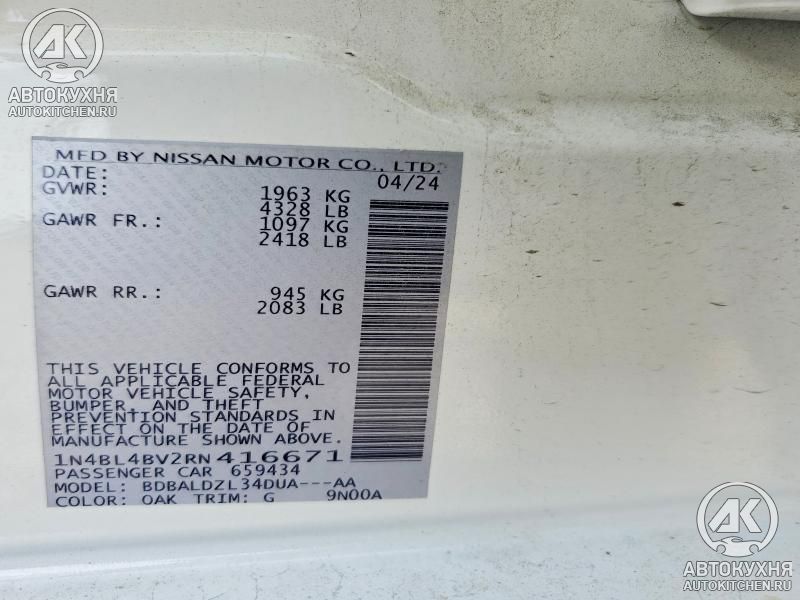 AK
АВТОКУХНЯ
AUTOKITCHEN.RU
MFD BY NISSAN MOTOR CO., LTD.
DATE: 04/24
GVWR: 1963 KG
4328 LB
GAWR FR.: 1097 KG
2418 LB
GAWR RR.: 945 KG
2083 LB
THIS VEHICLE CONFORMS TO
ALL APPLICABLE FEDERAL
MOTOR VEHICLE SAFETY,
BUMPER, AND THEFT
PREVENTION STANDARDS IN
EFFECT ON THE DATE OF
MANUFACTURE SHOWN ABOVE.
1N4BL4BV2RN416671
PASSENGER CAR 659434
MODEL: BDBALDZL34DUA---AA
COLOR: QAK TRIM: G 9N00A
AK
АВТОКУХНЯ
AUTOKITCHEN.RU